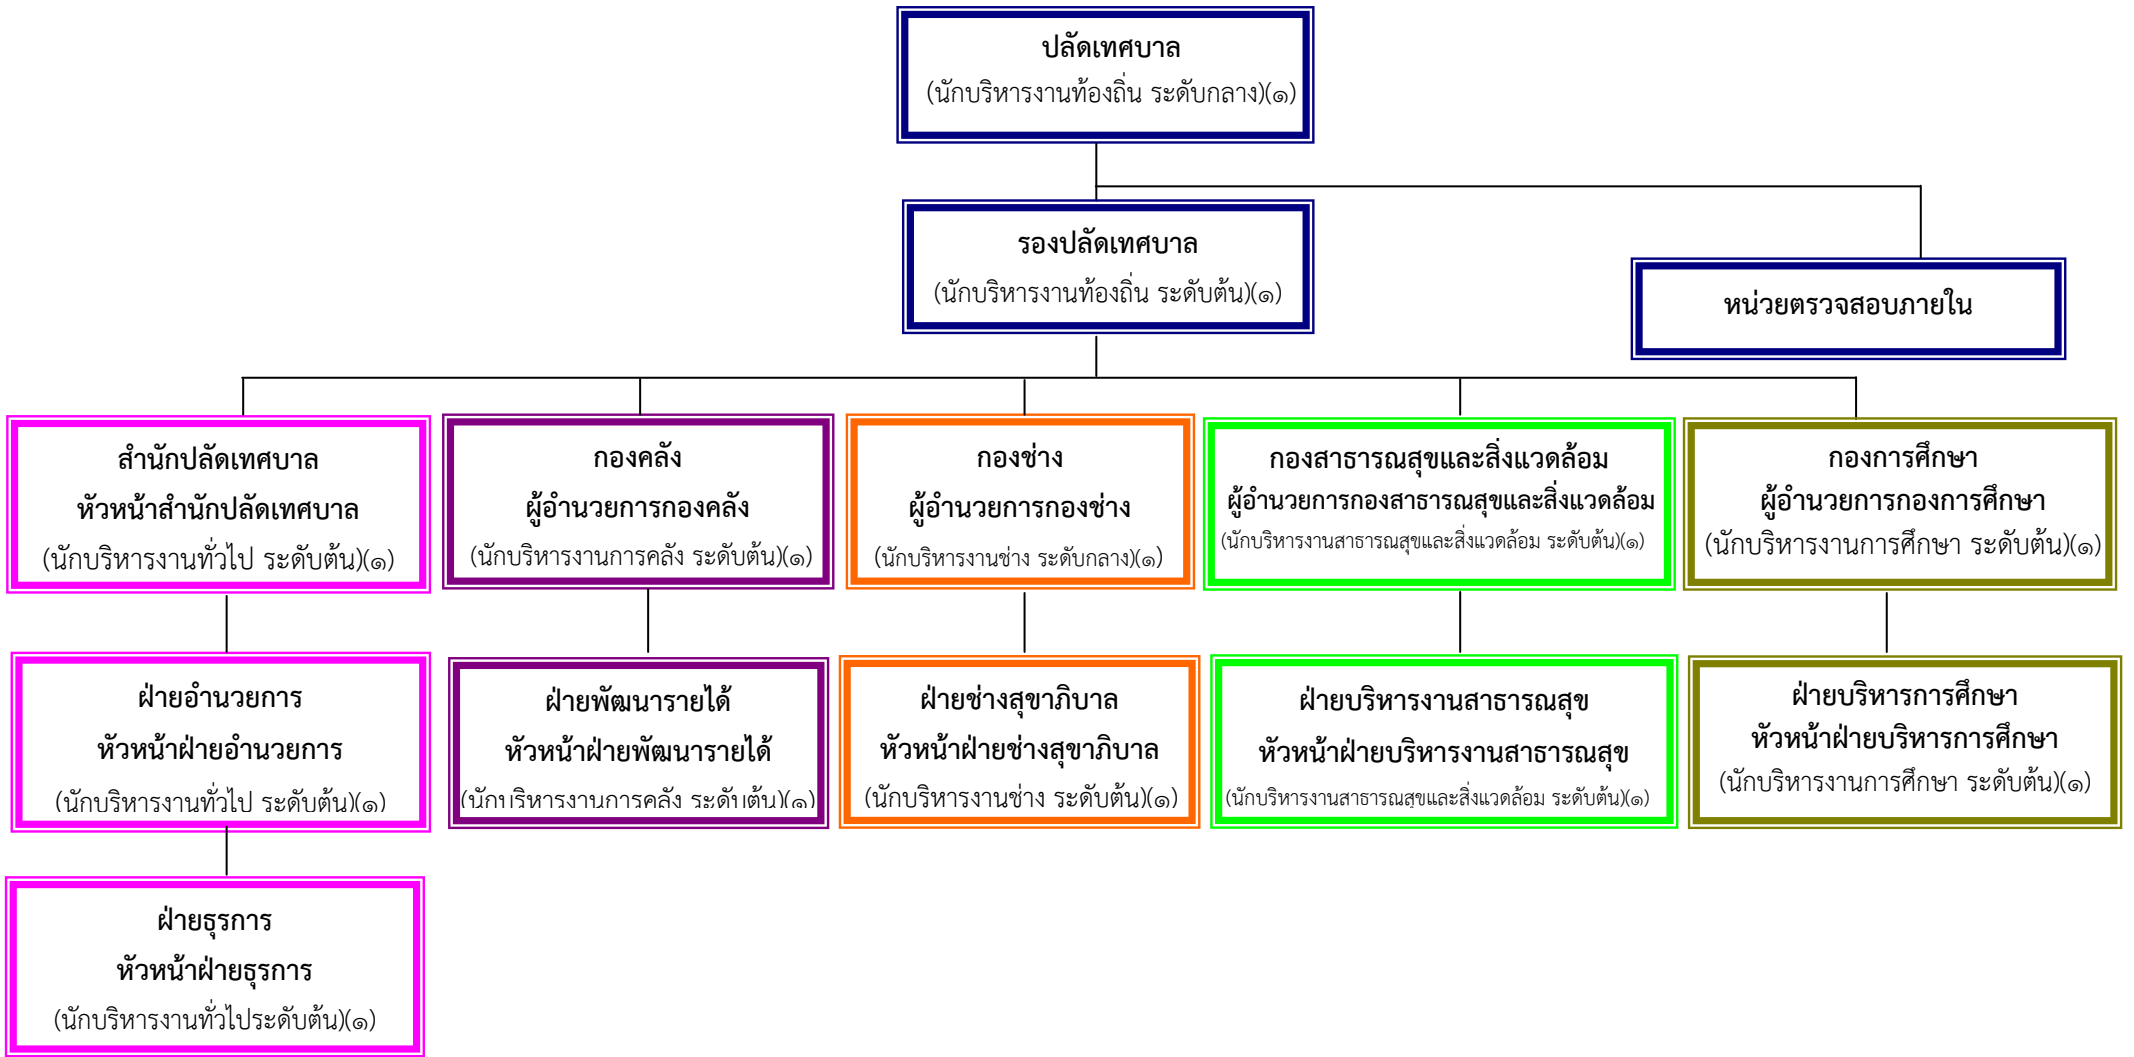 ปลัดเทศบาล
(นักบริหารงานท้องถิ่น ระดับกลาง)(๑)
รองปลัดเทศบาล
(นักบริหารงานท้องถิ่น ระดับต้น)(๑)
หน่วยตรวจสอบภายใน
สำนักปลัดเทศบาล
หัวหน้าสำนักปลัดเทศบาล
(นักบริหารงานทั่วไป ระดับต้น)(๑)
กองคลัง
ผู้อำนวยการกองคลัง
(นักบริหารงานการคลัง ระดับต้น)(๑)
กองช่าง
ผู้อำนวยการกองช่าง
(นักบริหารงานช่าง ระดับกลาง)(๑)
กองสาธารณสุขและสิ่งแวดล้อม
ผู้อำนวยการกองสาธารณสุขและสิ่งแวดล้อม
(นักบริหารงานสาธารณสุขและสิ่งแวดล้อม ระดับต้น)(๑)
กองการศึกษา
ผู้อำนวยการกองการศึกษา
(นักบริหารงานการศึกษา ระดับต้น)(๑)
ฝ่ายอำนวยการ
หัวหน้าฝ่ายอำนวยการ
(นักบริหารงานทั่วไป ระดับต้น)(๑)
ฝ่ายพัฒนารายได้
หัวหน้าฝ่ายพัฒนารายได้
(นักบริหารงานการคลัง ระดับต้น)(๑)
ฝ่ายช่างสุขาภิบาล
หัวหน้าฝ่ายช่างสุขาภิบาล
(นักบริหารงานช่าง ระดับต้น)(๑)
ฝ่ายบริหารงานสาธารณสุข
หัวหน้าฝ่ายบริหารงานสาธารณสุข
(นักบริหารงานสาธารณสุขและสิ่งแวดล้อม ระดับต้น)(๑)
ฝ่ายบริหารการศึกษา
หัวหน้าฝ่ายบริหารการศึกษา
(นักบริหารงานการศึกษา ระดับต้น)(๑)
ฝ่ายธุรการ
หัวหน้าฝ่ายธุรการ
(นักบริหารงานทั่วไประดับต้น)(๑)